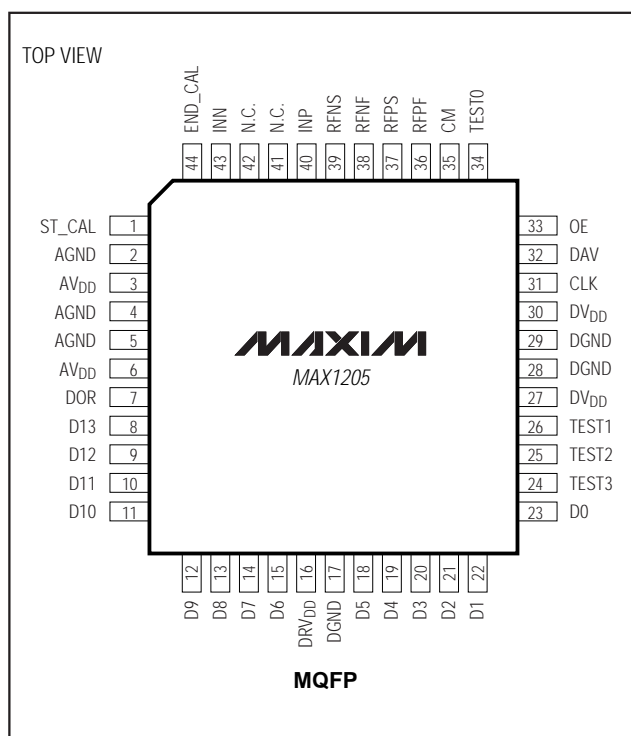 TOP VIEW
END_CAL INN N.C. N.C. INP RFNS RFNF RFPS RFPF CM TEST0
44 43 42 41 40 39 38 37 36 35 34
ST_CAL 1
AGND 2
AVDD 3
AGND 4
AGND 5
AVDD 6
DOR 7
D13 8
D12 9
D11 10
D10 11
MAXIM
MAX1205
33 OE
32 DAV
31 CLK
30 DVDD
29 DGND
28 DGND
27 DVDD
26 TEST1
25 TEST2
24 TEST3
23 D0
12 13 14 15 16 17 18 19 20 21 22
D9 D8 D7 D6 DRVDD DGND D5 D4 D3 D2 D1
MQFP